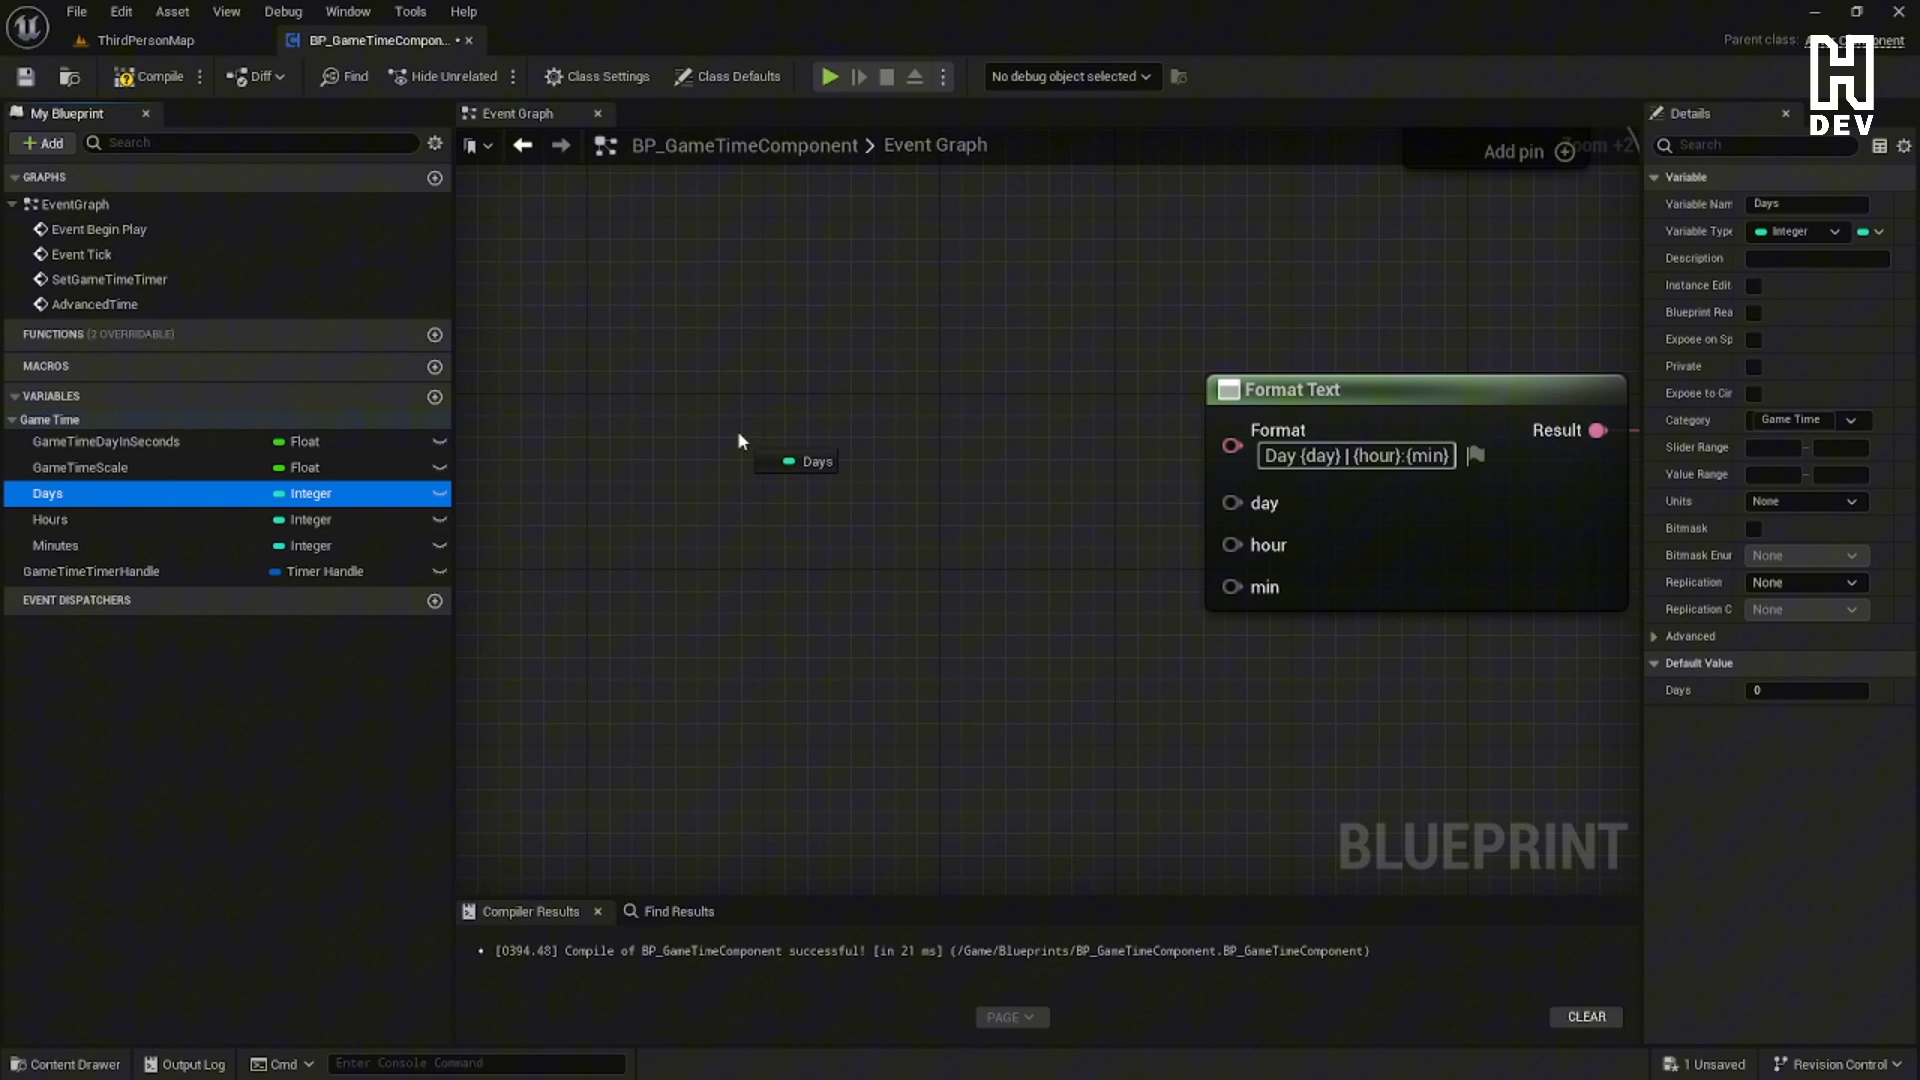 File Edit Asset View Debug Window Tools Help
ThirdPersonMap
BP_GameTimeCompon... •
Parent class:
Compile
Diff
Find
Hide Unrelated
Class Settings
Class Defaults
No debug object selected
DEV
My Blueprint
Add
Search
GRAPHS
EventGraph
Event Begin Play
Event Tick
SetGameTimeTimer
AdvancedTime
FUNCTIONS (2 OVERRIDABLE)
MACROS
VARIABLES
Game Time
GameTimeDayInSeconds Float
GameTimeScale Float
Days Integer
Hours Integer
Minutes Integer
GameTimeTimerHandle Timer Handle
EVENT DISPATCHERS
Event Graph
BP_GameTimeComponent > Event Graph
Add pin
Days
Format Text
Format
Day {day} | {hour}:{min}
Result
day
hour
min
BLUEPRINT
Compiler Results
Find Results
• [0394.48] Compile of BP_GameTimeComponent successful! [in 21 ms] (/Game/Blueprints/BP_GameTimeComponent.BP_GameTimeComponent)
PAGE
CLEAR
Details
Search
Variable
Variable Nam Days
Variable Type Integer
Description
Instance Edit
Blueprint Rea
Expose on Sp
Private
Expose to Cir
Category Game Time
Slider Range
Value Range
Units None
Bitmask
Bitmask Enur None
Replication None
Replication C None
Advanced
Default Value
Days 0
Content Drawer
Output Log
Cmd
Enter Console Command
1 Unsaved
Revision Control